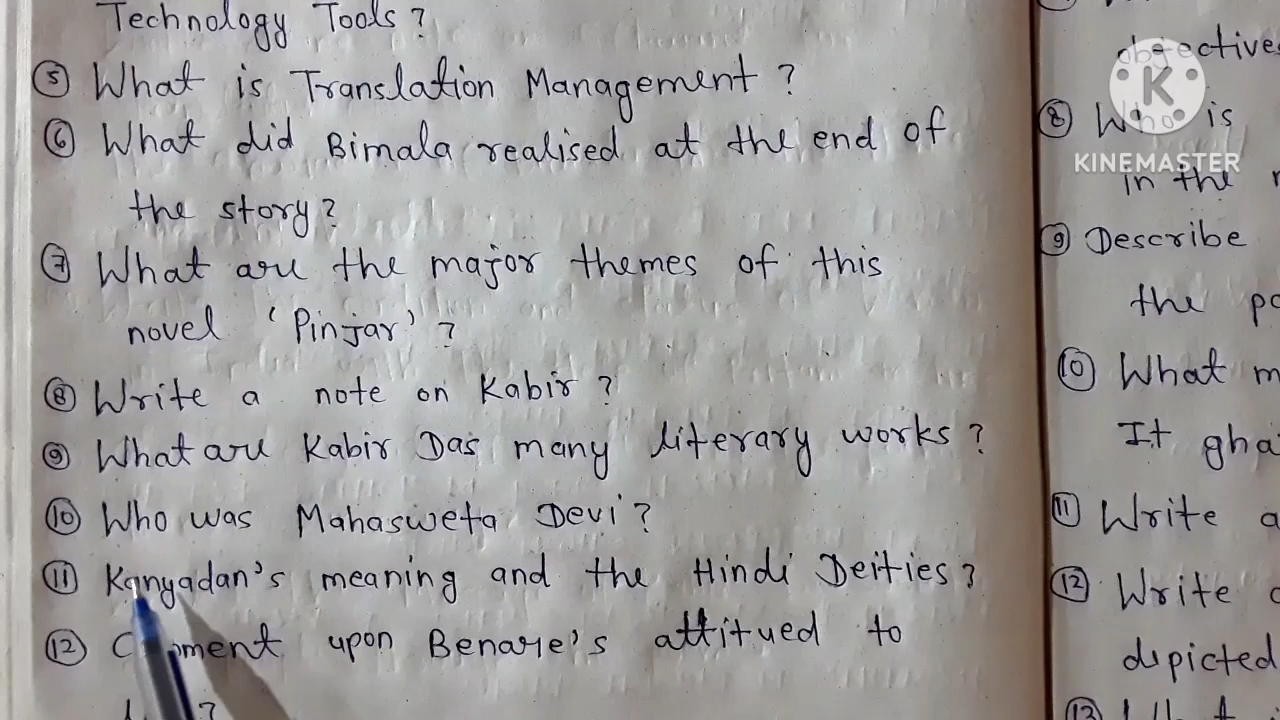 Technology Tools?
⑤ What is Translation Management?
⑥ What did Bimala realised at the end of
the story?
⑦ What are the major themes of this
novel 'Pinjar'?
⑧ Write a note on Kabir?
⑨ What are Kabir Das many literary works?
⑩ Who was Mahasweta Devi?
⑪ Kanyadan's meaning and the Hindi Deities?
⑫ upon Benare's attitued to
?
objectives
⑧ Who is
in the
⑨ Describe
the
⑩ What
It
⑪ Write
⑫ Write
depicted
⑬
K
KINEMASTER